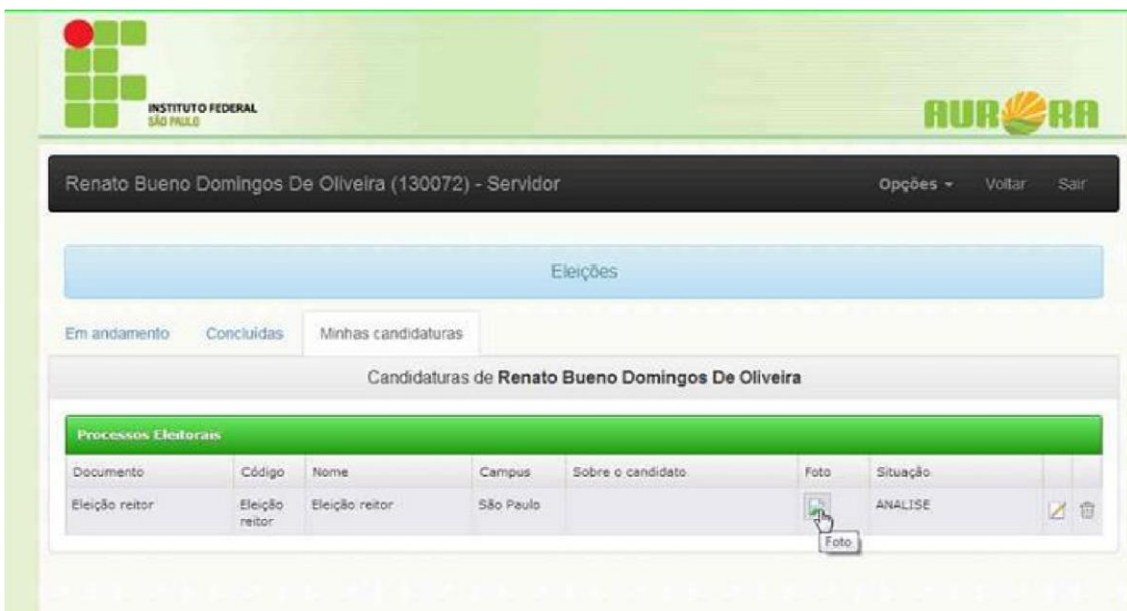 INSTITUTO FEDERAL
SÃO PAULO
AURORA
Renato Bueno Domingos De Oliveira (130072) - Servidor Opções Voltar Sair
Eleições
Em andamento Concluídas Minhas candidaturas
Candidaturas de Renato Bueno Domingos De Oliveira
Processos Eleitorais
Documento Código Nome Campus Sobre o candidato Foto Situação
Eleição reitor Eleição reitor Eleição reitor São Paulo ANALISE
Foto